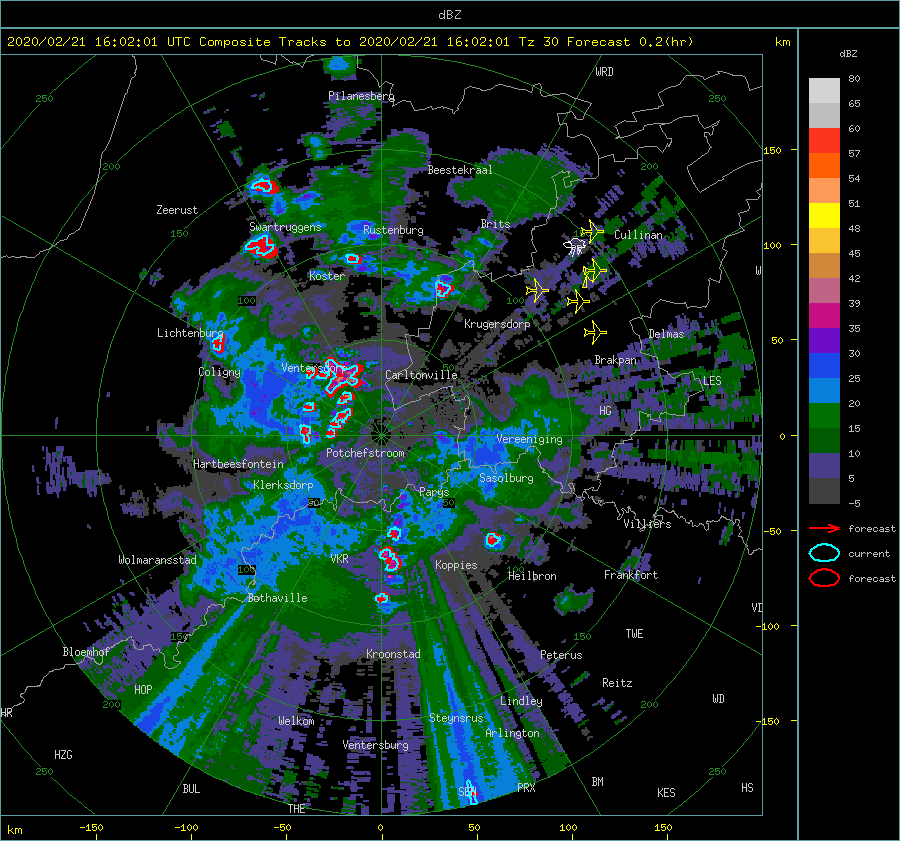 dBZ
2020/02/21 16:02:01 UTC Composite Tracks to 2020/02/21 16:02:01 Tz 30 Forecast 0.2(hr) km
dBZ
WRD
80
250 Pilanesberg 250
65
60
150
57
200 Beestekraal 200
54
Zeerust
51
150 Swartruggens Rustenburg Brits Cullinan
48
100
45
Koster
42
100 100
39
Krugersdorp
35
Lichtenburg Delmas
50
30
Coligny Ventersdorp Carltonville Brakpan
25
LES
20
HG
15
Vereeniging
0
10
Potchefstroom
Hartbeesfontein
5
Klerksdorp Parys Sasolburg
-5
50 50
Villiers
forecast
-50
Wolmaransstad VKR
current
Koppies
100 100 Heilbron Frankfort
forecast
Bothaville VD
-100
150 150 TWE
Bloemhof Kroonstad Peterus
HOP Reitz
200 Lindley 200 WD
HR Welkom Steynsrus
-150
Arlington
Ventersburg
HZG
250 250
BUL SEN PRX BM KES HS
THE
km -150 -100 -50 0 50 100 150